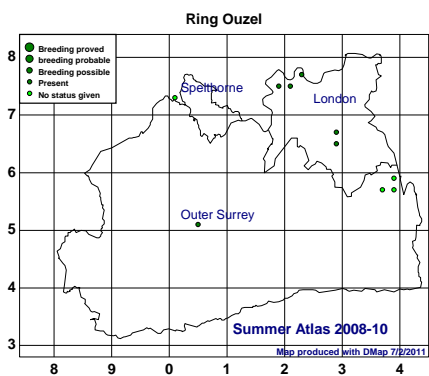 Ring Ouzel
8
Breeding proved
breeding probable
Breeding possible
Present
No status given
Spelthorne
London
7
6
Outer Surrey
5
4
Summer Atlas 2008-10
3
Map produced with DMap 7/2/2011
8 9 0 1 2 3 4